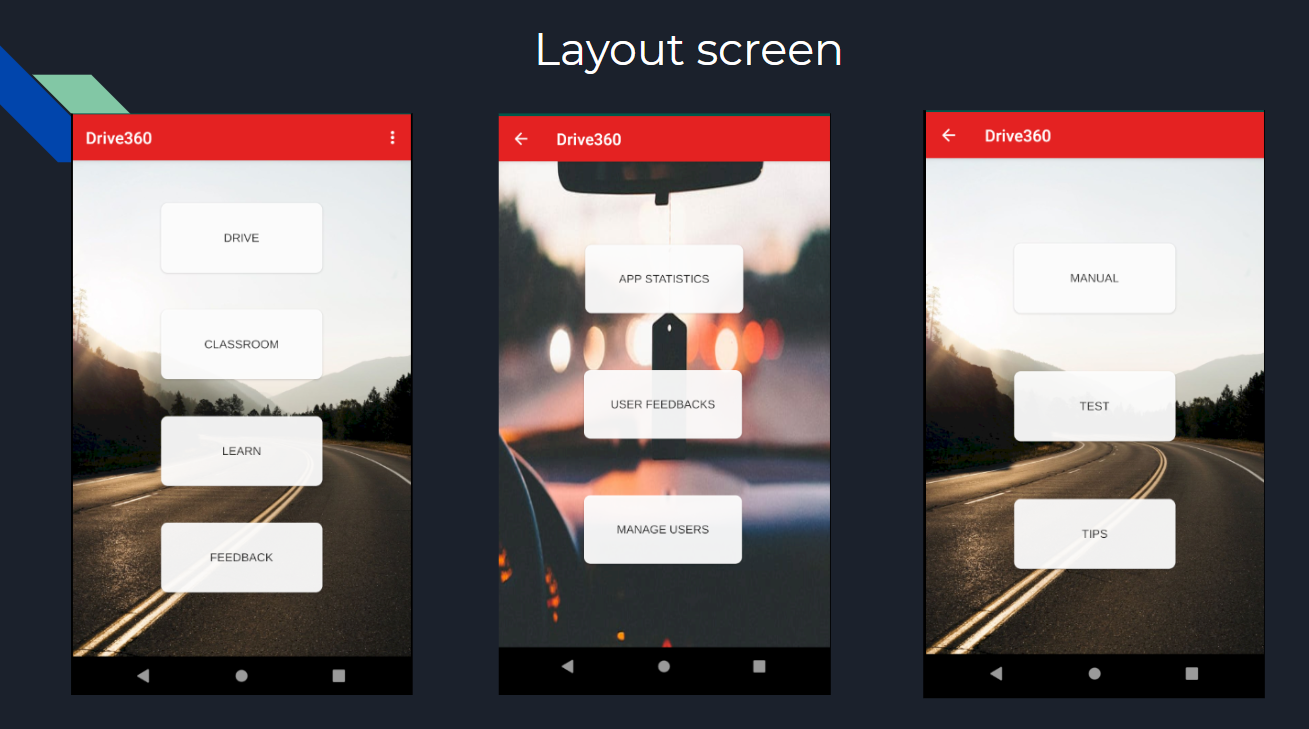 Layout screen
Drive360
DRIVE
CLASSROOM
LEARN
FEEDBACK
Drive360
APP STATISTICS
USER FEEDBACKS
MANAGE USERS
Drive360
MANUAL
TEST
TIPS